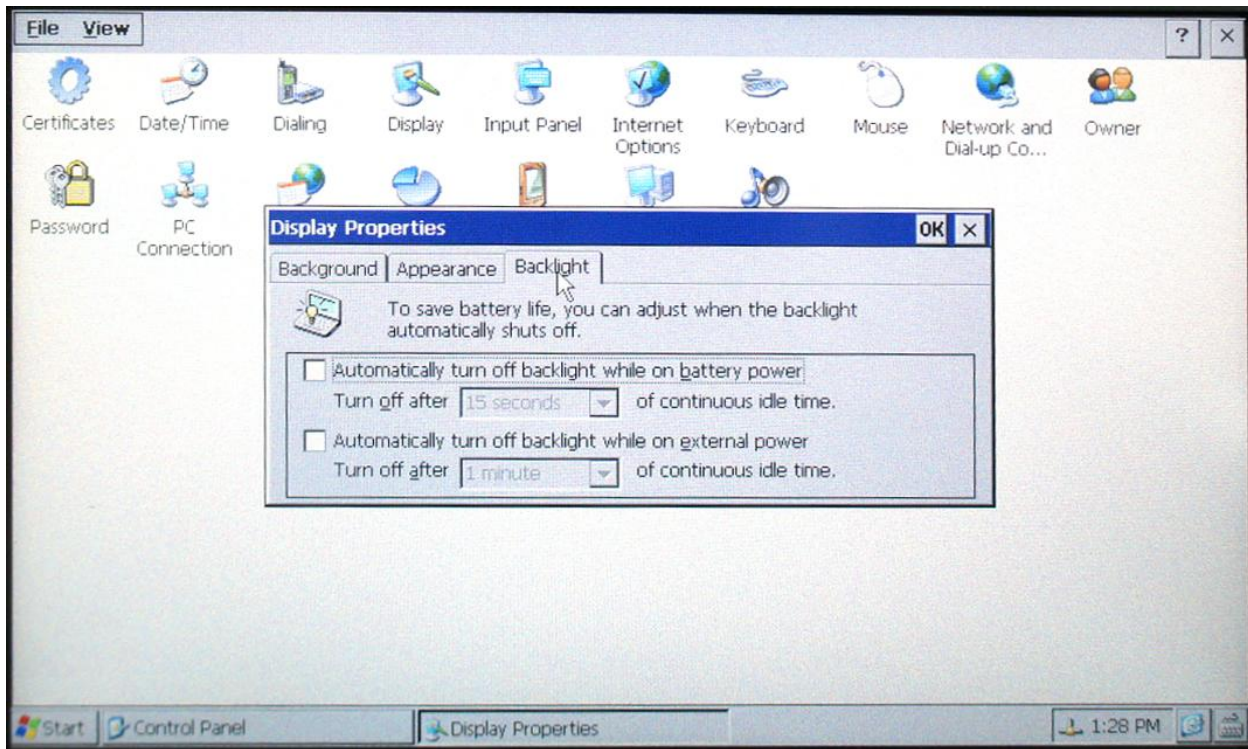 File View ? ×
Certificates Date/Time Dialing Display Input Panel Internet Options Keyboard Mouse Network and Dial-up Co... Owner
Password PC Connection
Display Properties OK ×
Background Appearance Backlight
To save battery life, you can adjust when the backlight
automatically shuts off.
Automatically turn off backlight while on battery power
Turn off after 15 seconds of continuous idle time.
Automatically turn off backlight while on external power
Turn off after 1 minute of continuous idle time.
Start Control Panel Display Properties 1:28 PM